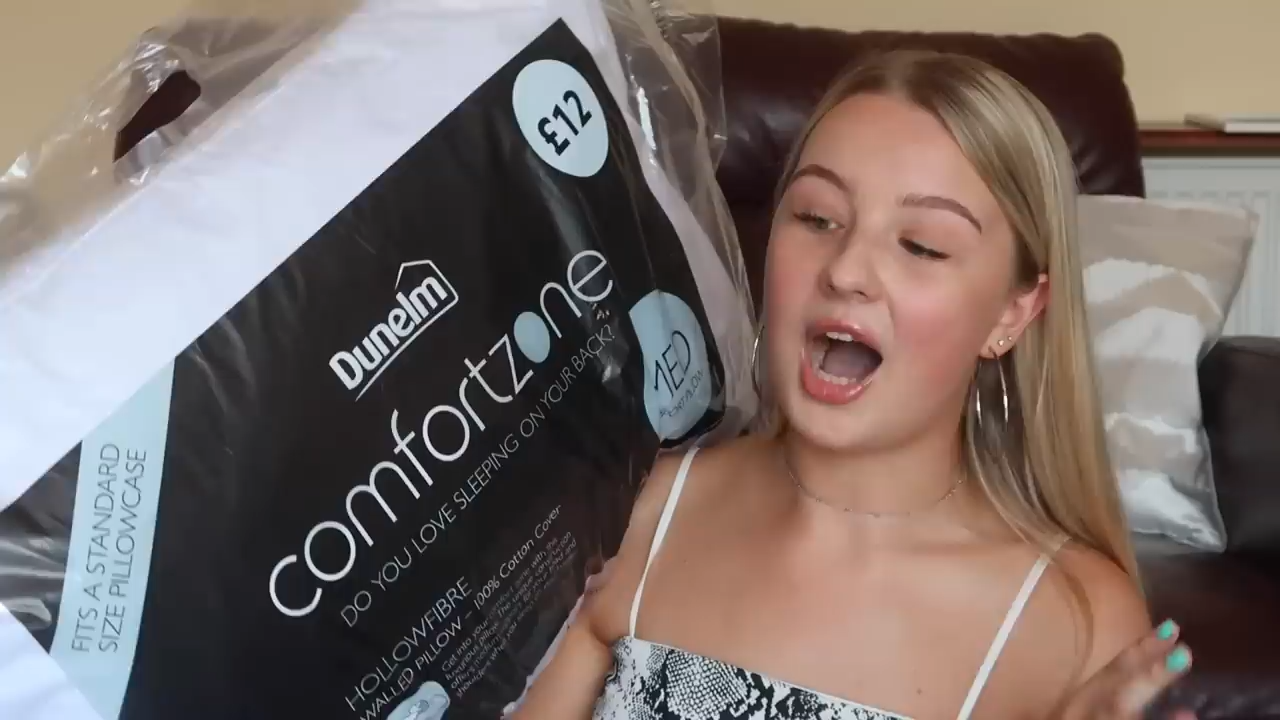 £12
Dunelm
comfortzone
DO YOU LOVE SLEEPING ON YOUR BACK?
MED
FITS A STANDARD
SIZE PILLOWCASE
HOLLOWFIBRE
WALLED PILLOW – 100% Cotton Cover